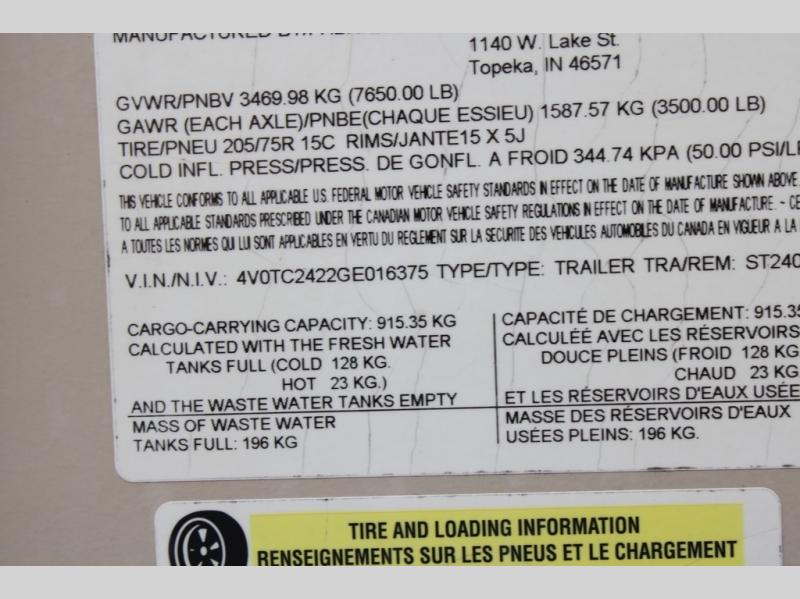 MANUFACTURED
1140 W. Lake St.
Topeka, IN 46571
GVWR/PNBV 3469.98 KG (7650.00 LB)
GAWR (EACH AXLE)/PNBE(CHAQUE ESSIEU) 1587.57 KG (3500.00 LB)
TIRE/PNEU 205/75R 15C RIMS/JANTE15 X 5J
COLD INFL. PRESS/PRESS. DE GONFL. A FROID 344.74 KPA (50.00 PSI/
THIS VEHICLE CONFORMS TO ALL APPLICABLE U.S. FEDERAL MOTOR VEHICLE SAFETY STANDARDS IN EFFECT ON THE DATE OF MANUFACTURE SHOWN ABOVE.
TO ALL APPLICABLE STANDARDS PRESCRIBED UNDER THE CANADIAN MOTOR VEHICLE SAFETY REGULATIONS IN EFFECT ON THE DATE OF MANUFACTURE. - CE
A TOUTES LES NORMES QUI LUI SONT APPLICABLES EN VERTU DU REGLEMENT SUR LA SECURITE DES VEHICULES AUTOMOBILES DU CANADA EN VIGUEUR A LA
V.I.N./N.I.V.: 4V0TC2422GE016375 TYPE/TYPE: TRAILER TRA/REM: ST240
CARGO-CARRYING CAPACITY: 915.35 KG
CALCULATED WITH THE FRESH WATER
TANKS FULL (COLD 128 KG.
HOT 23 KG.)
AND THE WASTE WATER TANKS EMPTY
MASS OF WASTE WATER
TANKS FULL: 196 KG
CAPACITÉ DE CHARGEMENT: 915.35
CALCULÉE AVEC LES RÉSERVOIRS
DOUCE PLEINS (FROID 128 KG
CHAUD 23 KG.
ET LES RÉSERVOIRS D'EAUX USÉE
MASSE DES RÉSERVOIRS D'EAUX
USÉES PLEINS: 196 KG.
TIRE AND LOADING INFORMATION
RENSEIGNEMENTS SUR LES PNEUS ET LE CHARGEMENT